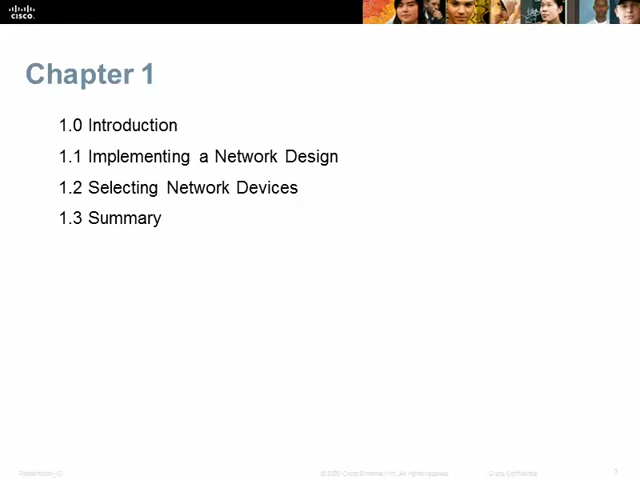 CISCO
Chapter 1
1.0 Introduction
1.1 Implementing a Network Design
1.2 Selecting Network Devices
1.3 Summary
Presentation_ID
Cisco Confidential